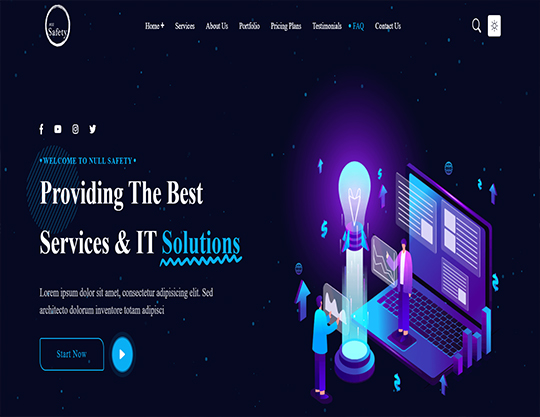 Safety
Home + Services About Us Portfolio Pricing Plans Testimonials • FAQ Contact Us
• WELCOME TO NULL SAFETY •
Providing The Best
Services & IT Solutions
Lorem ipsum dolor sit amet, consectetur adipisicing elit. Sed
architecto dolorum inventore totam adipisci
Start Now